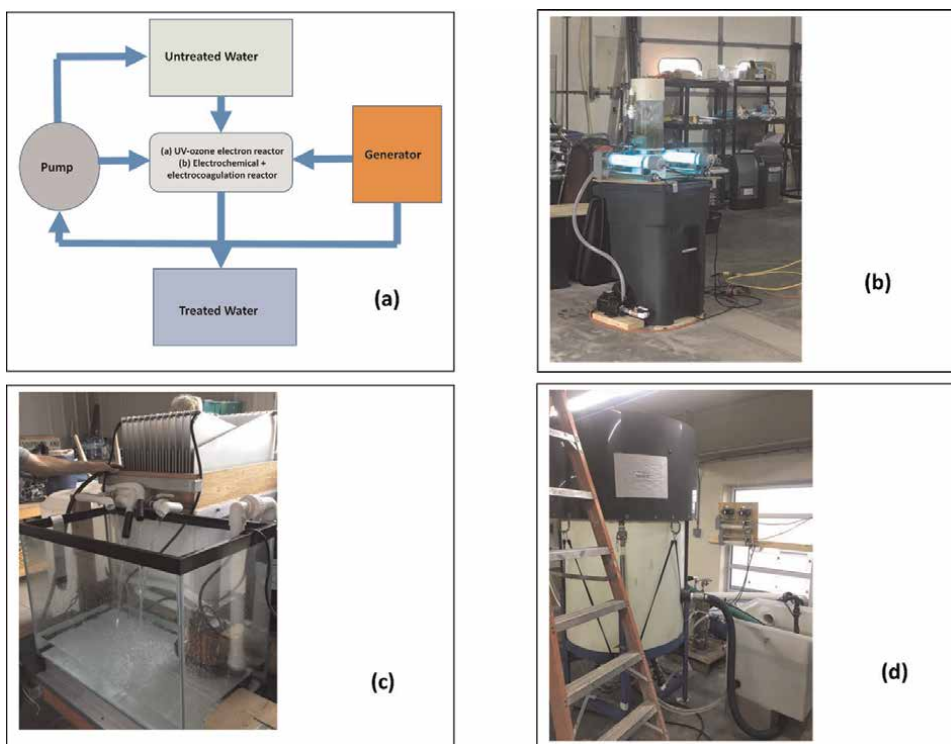 Untreated Water
Pump
(a) UV-ozone electron reactor
(b) Electrochemical +
electrocoagulation reactor
Generator
Treated Water
(a)
(b)
(c)
(d)